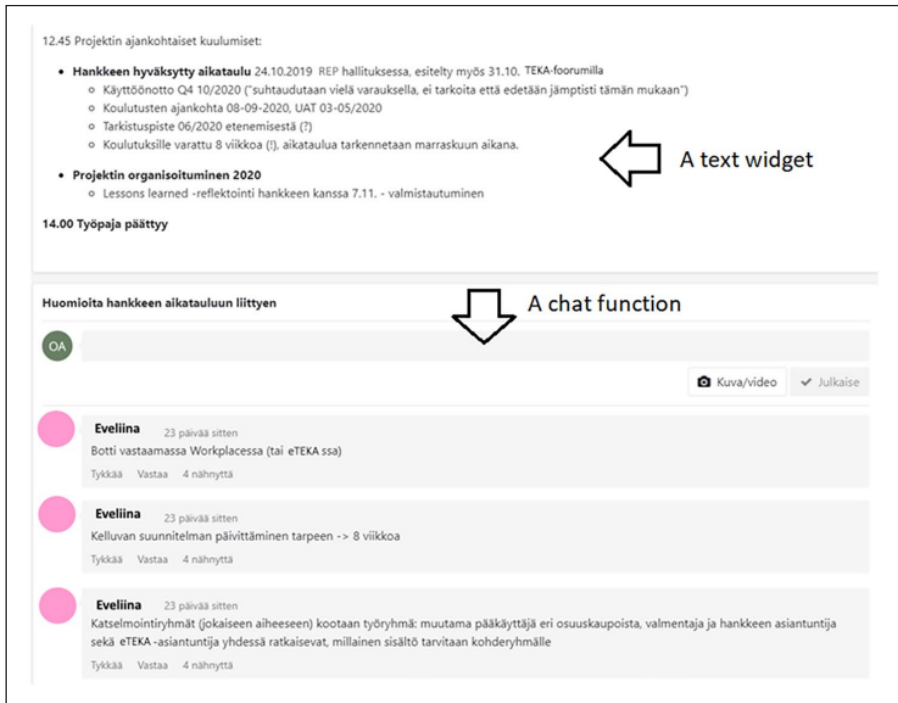 12.45 Projektin ajankohtaiset kuulumiset:
• Hankkeen hyväksytty aikataulu 24.10.2019 REP hallituksessa, esitelty myös 31.10. TEKA-foorumilla
○ Käyttöönotto Q4 10/2020 ("suhtaudutaan vielä varauksella, ei tarkoita että edetään jämptisti tämän mukaan")
○ Koulutusten ajankohta 08-09-2020, UAT 03-05/2020
○ Tarkistuspiste 06/2020 etenemisestä (?)
○ Koulutuksille varattu 8 viikkoa (!), aikataulua tarkennetaan marraskuun aikana.
A text widget
• Projektin organisoituminen 2020
○ Lessons learned -reflektointi hankkeen kanssa 7.11. - valmistautuminen
14.00 Työpaja päättyy
Huomioita hankkeen aikatauluun liittyen
A chat function
OA
Kuva/video ✔ Julkaise
Eveliina 23 päivää sitten
Botti vastaamassa Workplacessa (tai eTEKA ssa)
Tykkää Vastaa 4 nähnyttä
Eveliina 23 päivää sitten
Kelluvan suunnitelman päivittäminen tarpeen -> 8 viikkoa
Tykkää Vastaa 4 nähnyttä
Eveliina 23 päivää sitten
Katselmointiryhmät (jokaiseen aiheeseen) kootaan työryhmä: muutama pääkäyttäjä eri osuuskaupoista, valmentaja ja hankkeen asiantuntija
sekä eTEKA -asiantuntija yhdessä ratkaisevat, millainen sisältö tarvitaan kohderyhmälle
Tykkää Vastaa 4 nähnyttä